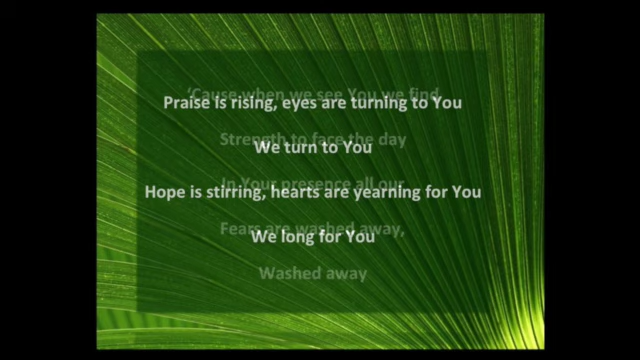 ‘Cause when we see You we find
Praise is rising, eyes are turning to You
Strength to face the day
We turn to You
In Your presence all our
Hope is stirring, hearts are yearning for You
Fears are washed away,
We long for You
Washed away